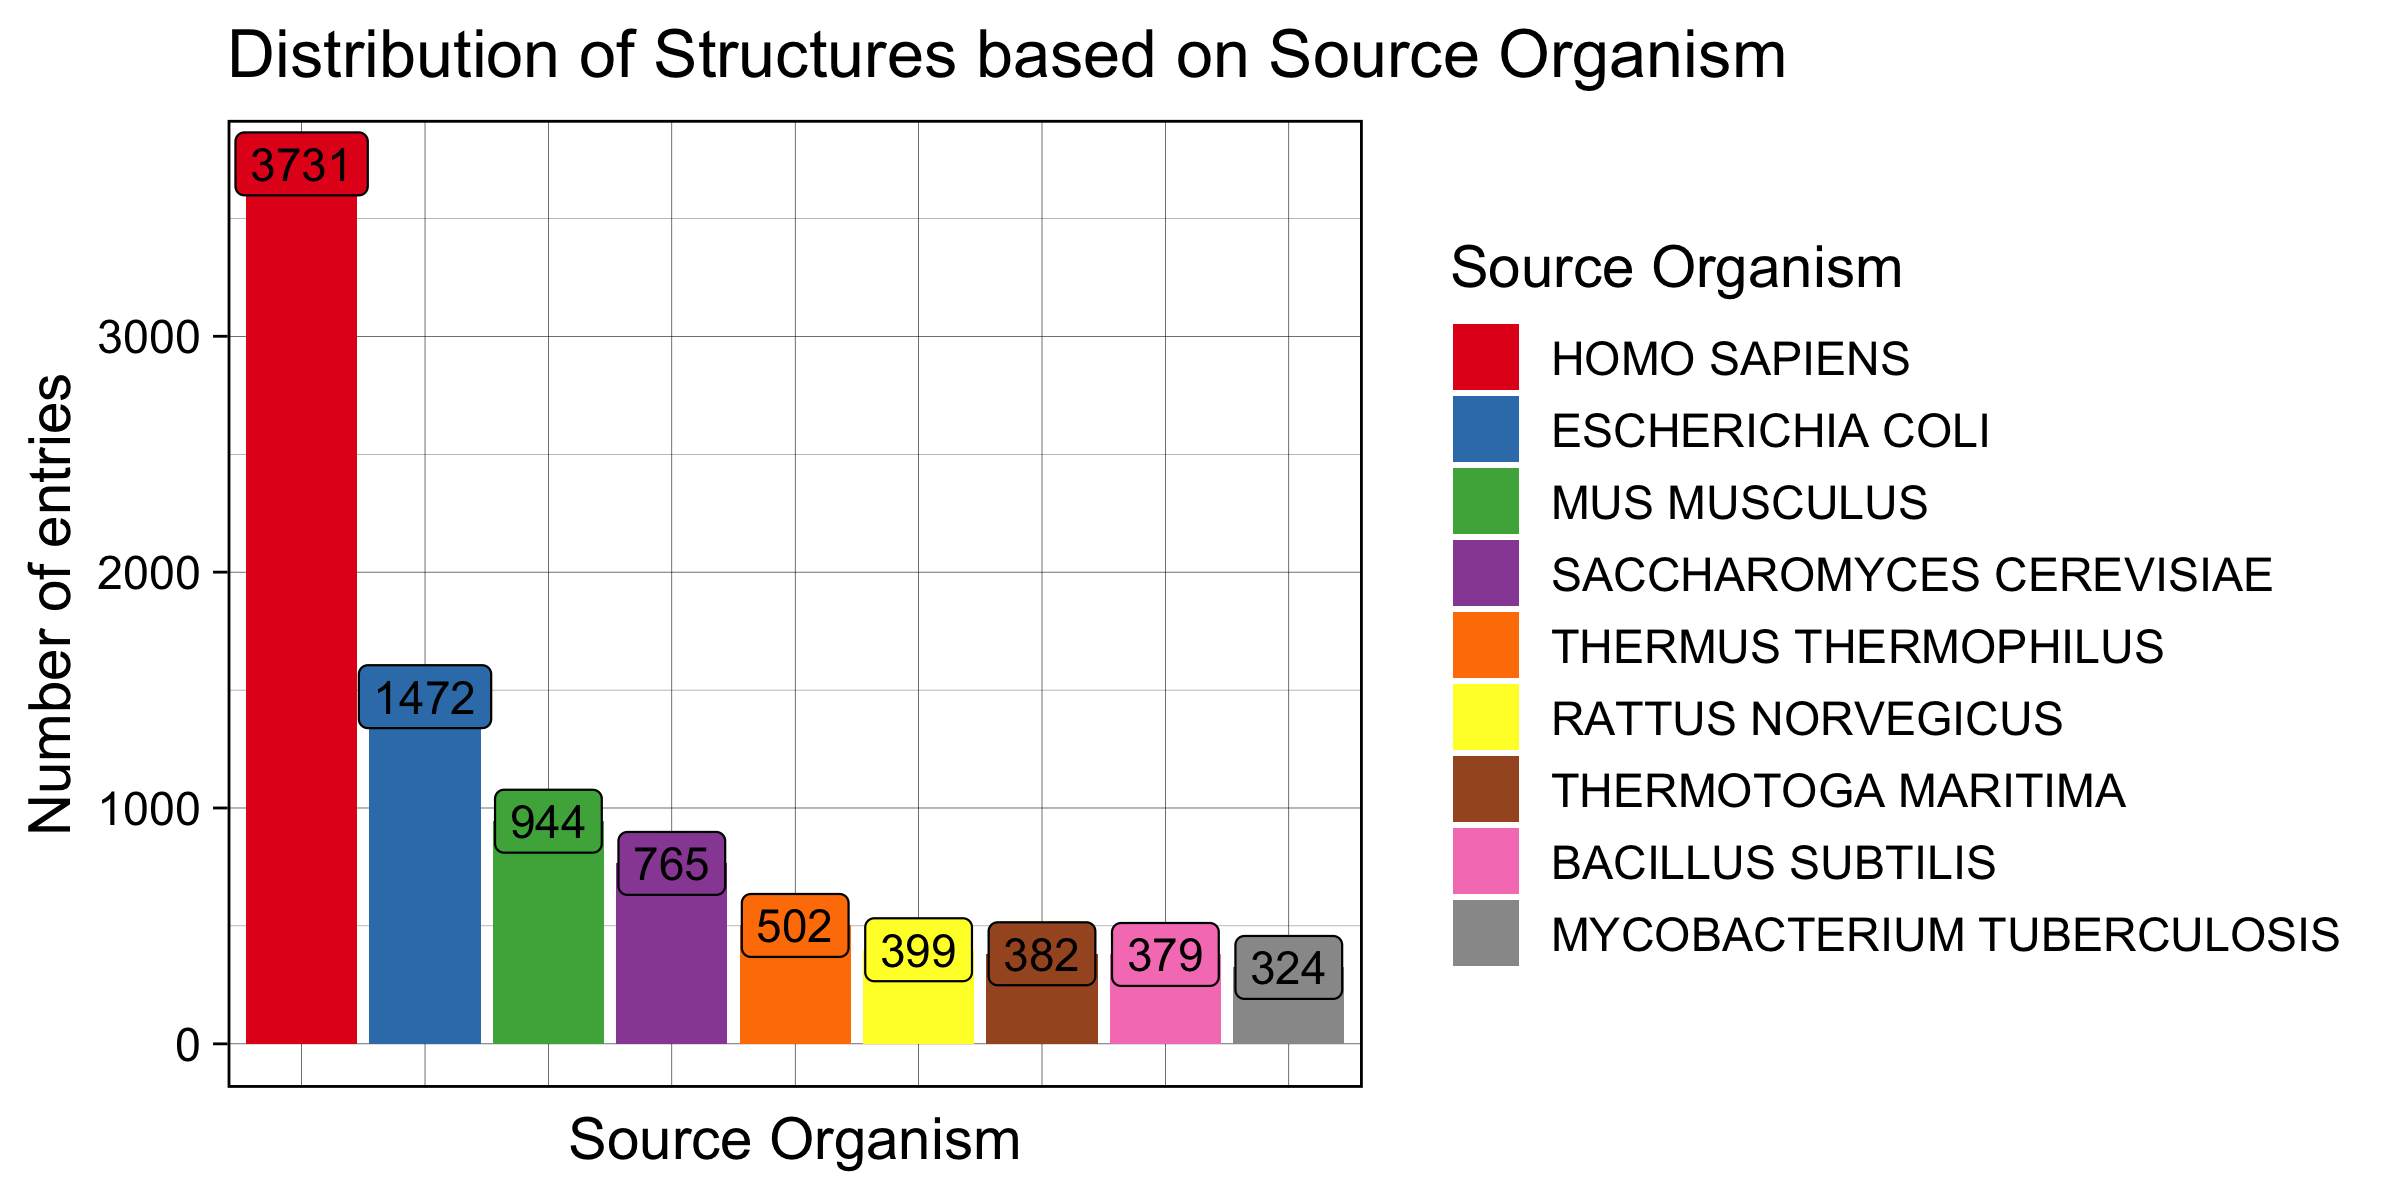 Distribution of Structures based on Source Organism
Number of entries
3000
2000
1000
0
3731
1472
944
765
502
399
382
379
324
Source Organism
Source Organism
HOMO SAPIENS
ESCHERICHIA COLI
MUS MUSCULUS
SACCHAROMYCES CEREVISIAE
THERMUS THERMOPHILUS
RATTUS NORVEGICUS
THERMOTOGA MARITIMA
BACILLUS SUBTILIS
MYCOBACTERIUM TUBERCULOSIS